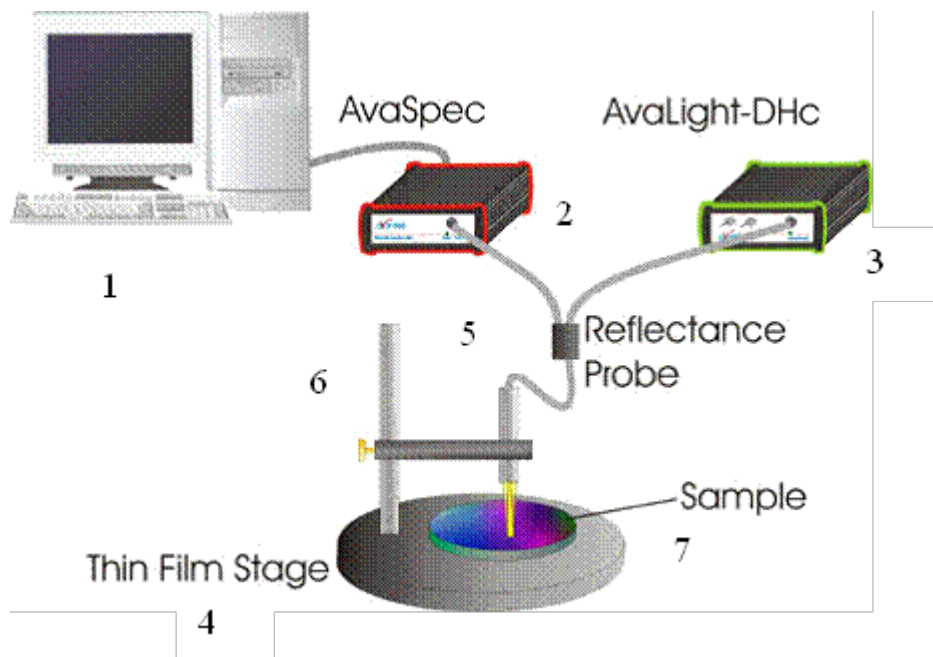 AvaSpec
AvaLight-DHc
2
3
1
5
Reflectance
Probe
6
Sample
7
Thin Film Stage
4